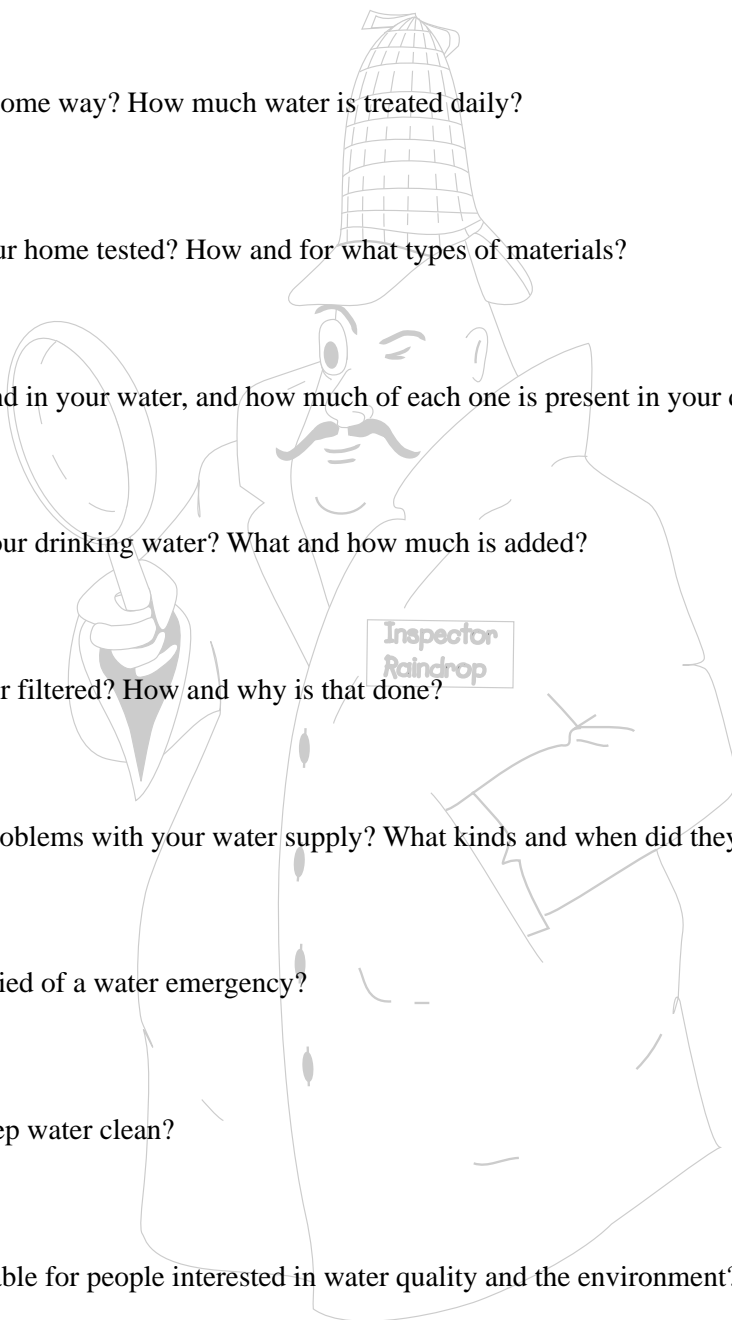 ome way? How much water is treated daily?
ur home tested? How and for what types of materials?
d in your water, and how much of each one is present in your
our drinking water? What and how much is added?
Inspector
Raindrop
r filtered? How and why is that done?
oblems with your water supply? What kinds and when did they
ied of a water emergency?
ep water clean?
able for people interested in water quality and the environment?